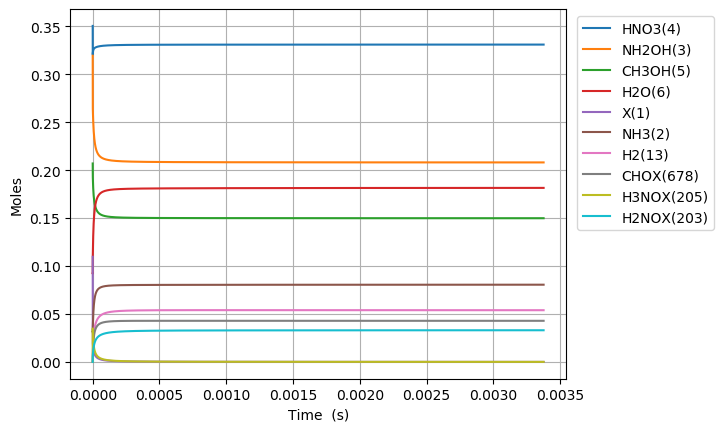 0.35
0.30
0.25
0.20
0.15
0.10
0.05
0.00
Moles
0.0000 0.0005 0.0010 0.0015 0.0020 0.0025 0.0030 0.0035
Time (s)
HNO3(4)
NH2OH(3)
CH3OH(5)
H2O(6)
X(1)
NH3(2)
H2(13)
CHOX(678)
H3NOX(205)
H2NOX(203)